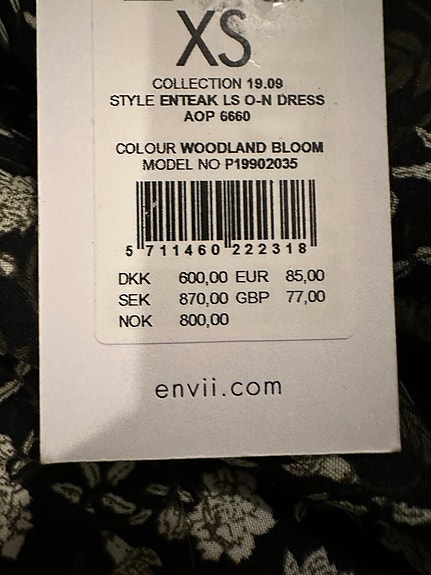 XS
COLLECTION 19.09
STYLE ENTEAK LS O-N DRESS
AOP 6660
COLOUR WOODLAND BLOOM
MODEL NO P19902035
5 711460 222318
DKK 600,00 EUR 85,00
SEK 870,00 GBP 77,00
NOK 800,00
envii.com